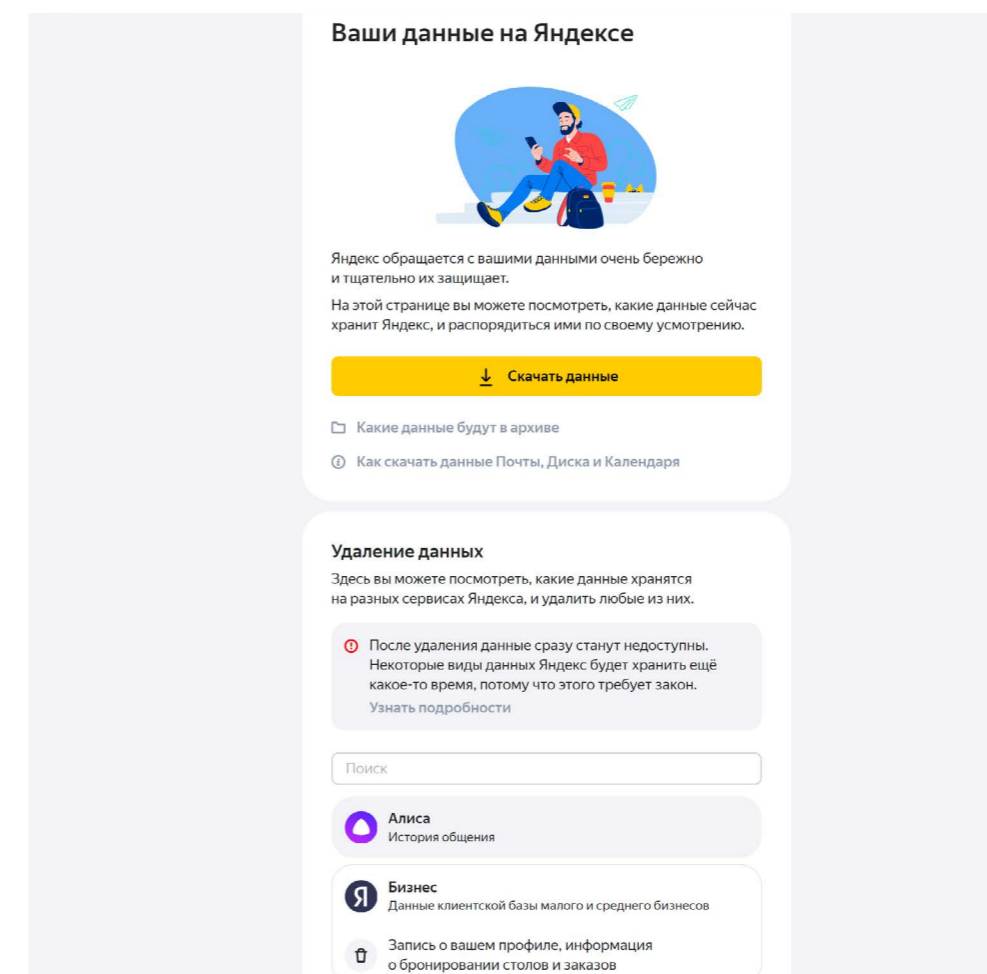 Ваши данные на Яндексе
Яндекс обращается с вашими данными очень бережно
и тщательно их защищает.
На этой странице вы можете посмотреть, какие данные сейчас
хранит Яндекс, и распорядиться ими по своему усмотрению.
Скачать данные
Какие данные будут в архиве
Как скачать данные Почты, Диска и Календаря
Удаление данных
Здесь вы можете посмотреть, какие данные хранятся
на разных сервисах Яндекса, и удалить любые из них.
После удаления данные сразу станут недоступны.
Некоторые виды данных Яндекс будет хранить ещё
какое-то время, потому что этого требует закон.
Узнать подробности
Поиск
Алиса
История общения
Я
Бизнес
Данные клиентской базы малого и среднего бизнесов
Запись о вашем профиле, информация
о бронировании столов и заказов